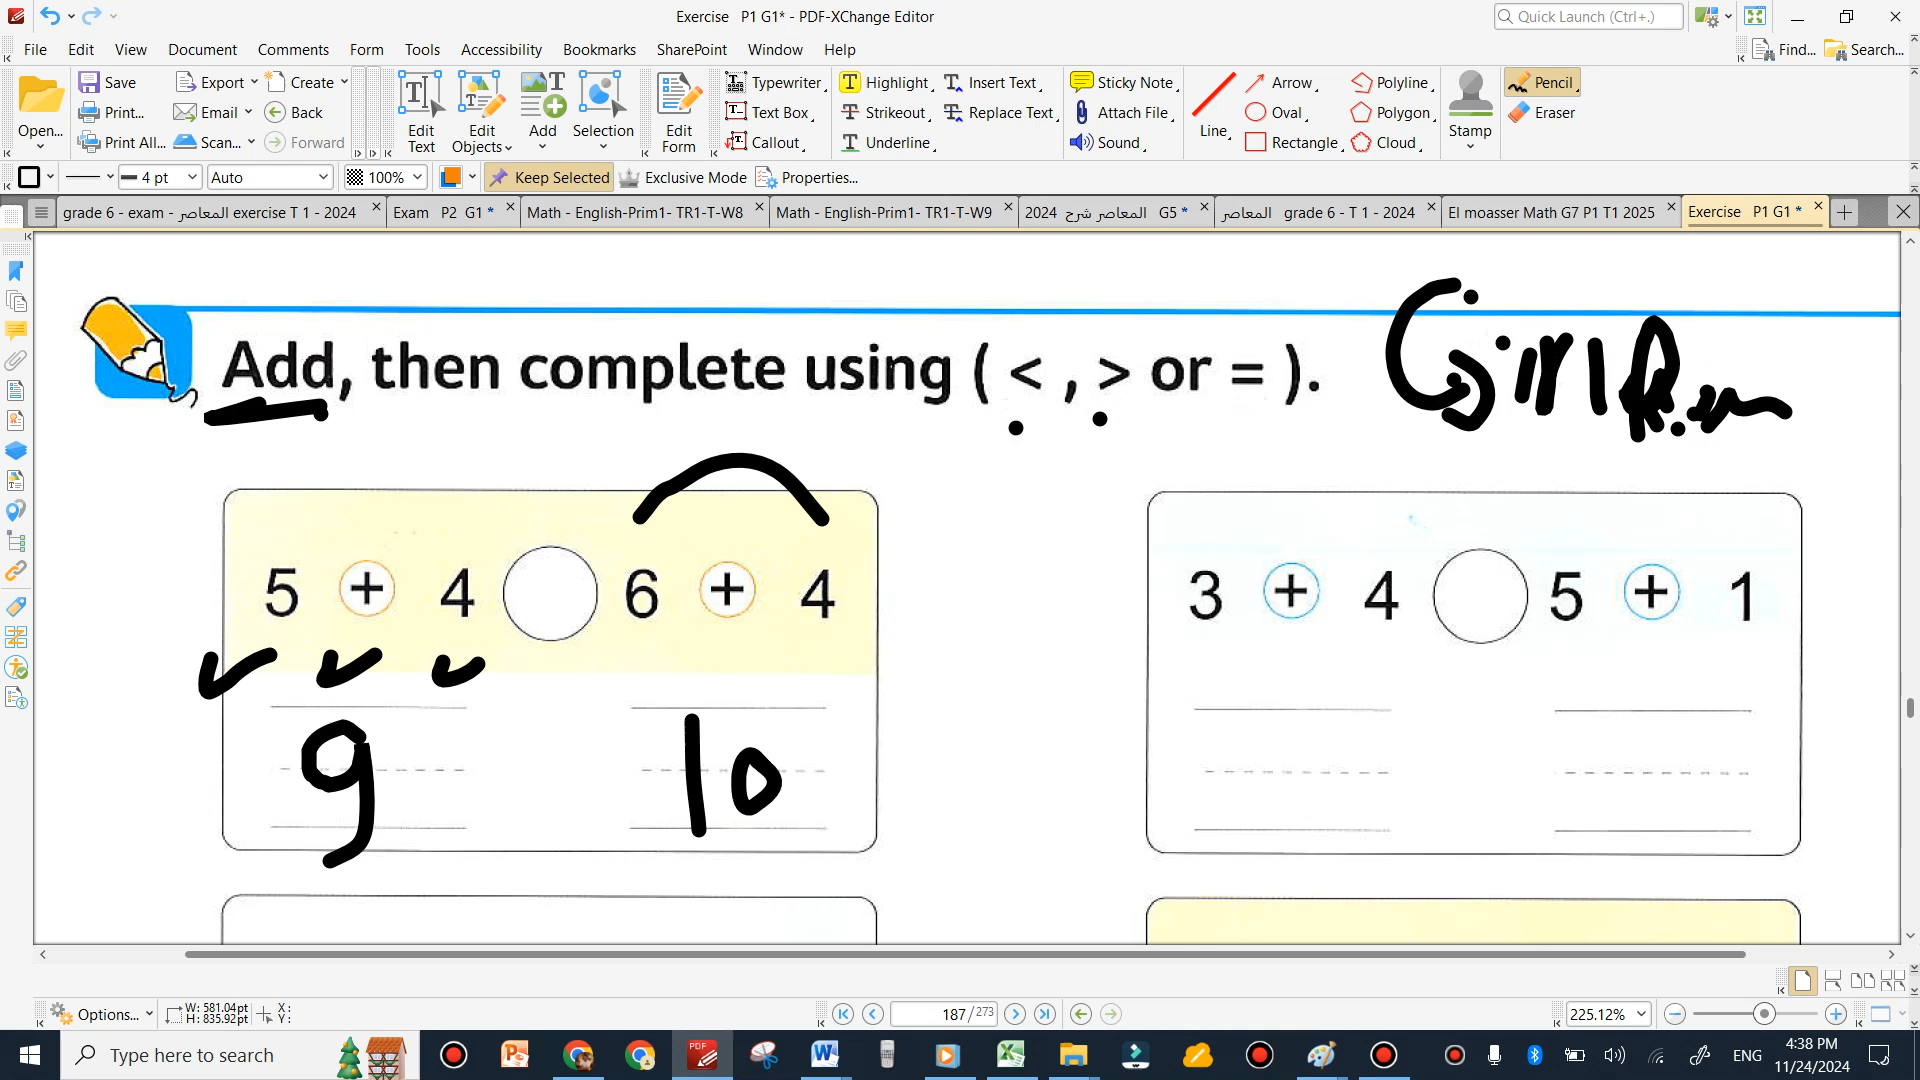 Exercise P1 G1* - PDF-XChange Editor
Quick Launch (Ctrl+.)
File Edit View Document Comments Form Tools Accessibility Bookmarks SharePoint Window Help
Find... Search...
Open...
Save Export Create
Print... Email Back
Print All... Scan... Forward
Edit Text
Edit Objects
Add
Selection
Edit Form
Typewriter
Text Box
Callout
Highlight Insert Text
Strikeout Replace Text
Underline
Sticky Note
Attach File
Sound
Line
Arrow Polyline
Oval Polygon
Rectangle Cloud
Stamp
Pencil
Eraser
4 pt Auto 100% Keep Selected Exclusive Mode Properties...
grade 6 - exam - المعاصر exercise T 1 - 2024
Exam P2 G1 *
Math - English-Prim1- TR1-T-W8
Math - English-Prim1- TR1-T-W9
2024 المعاصر شرح G5 *
المعاصر grade 6 - T 1 - 2024
El moasser Math G7 P1 T1 2025
Exercise P1 G1 *
Add, then complete using ( < , > or = ).
5 + 4 6 + 4
9 10
3 + 4 5 + 1
Options... W: 581.04pt H: 835.92pt X: Y:
187 / 273
225.12%
Type here to search
ENG
4:38 PM
11/24/2024